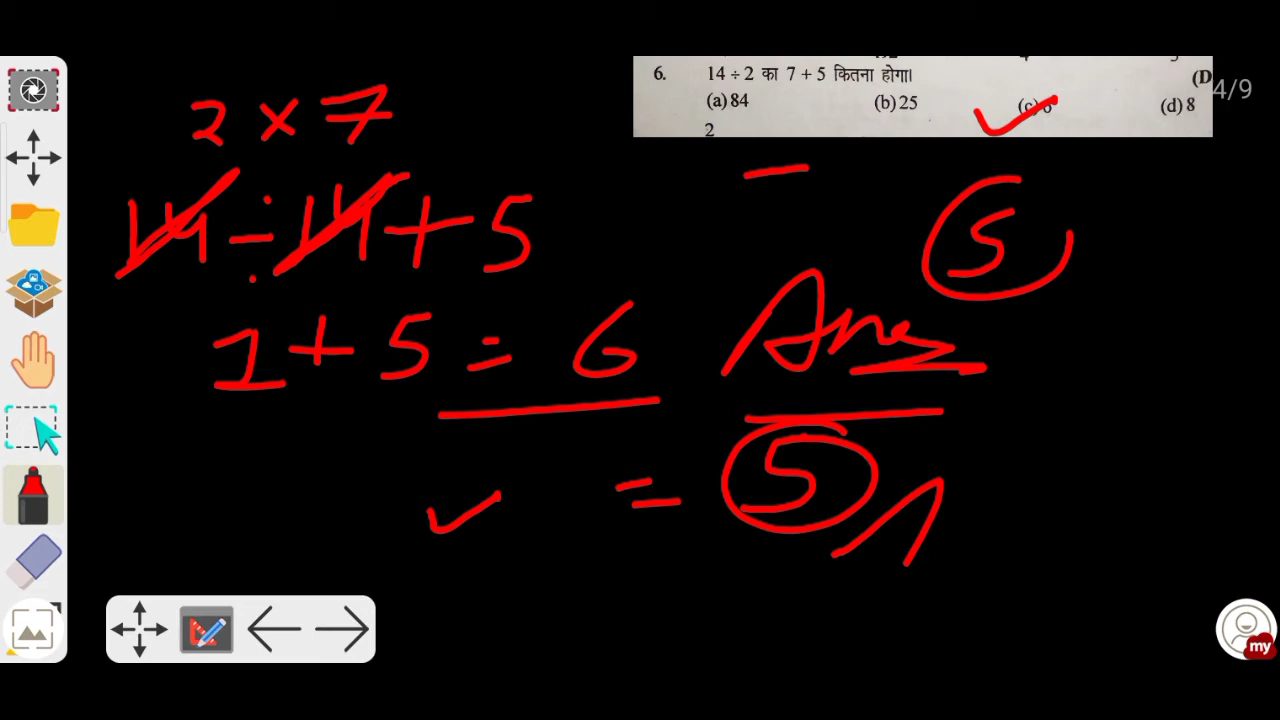 6. 14 ÷ 2 का 7 + 5 कितना होगा। (D
4/9
(a) 84 (b) 25 (c) 6 (d) 8
2
2 × 7
14 ÷ 14 + 5
5
1 + 5 = 6 Ans
= 5
my